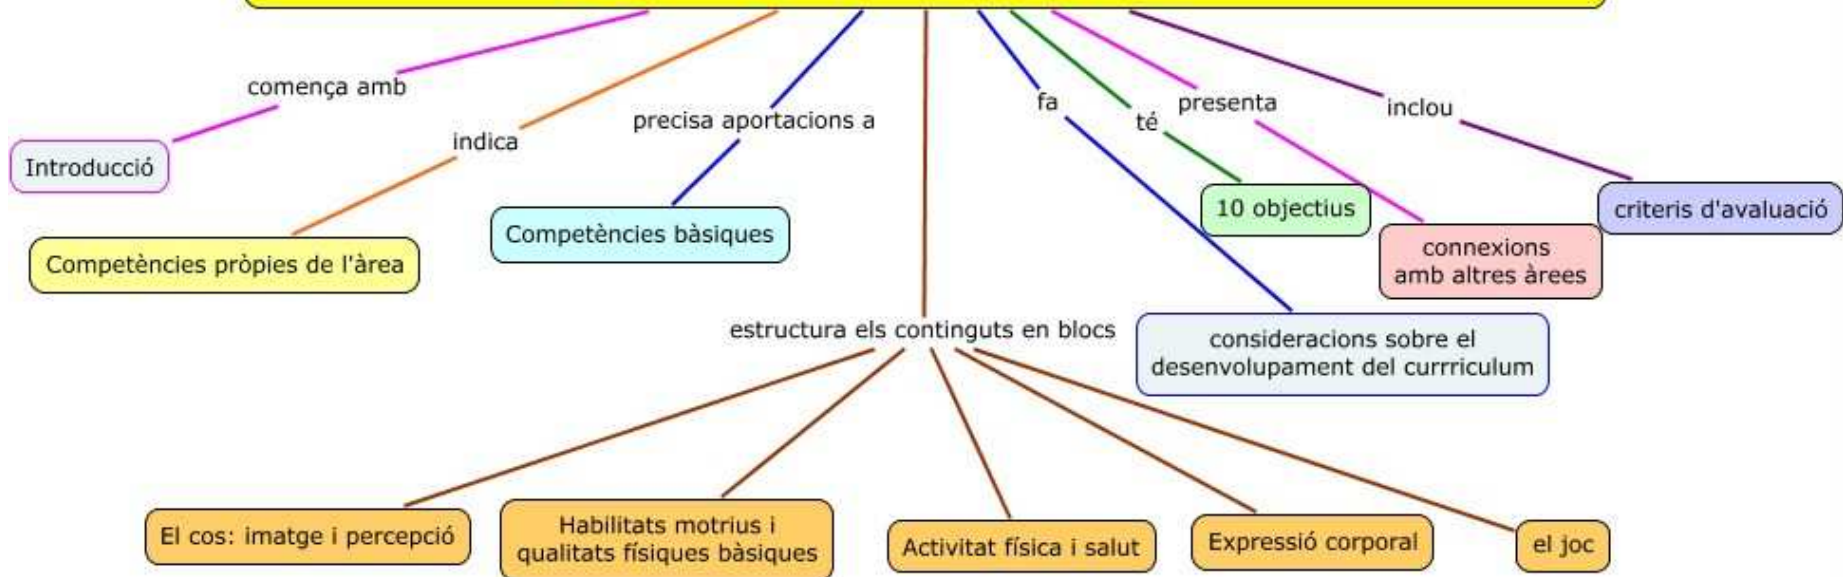 comença amb
Introducció
indica
Competències pròpies de l'àrea
precisa aportacions a
Competències bàsiques
estructura els continguts en blocs
El cos: imatge i percepció
Habilitats motrius i
qualitats físiques bàsiques
Activitat física i salut
Expressió corporal
el joc
fa
consideracions sobre el
desenvolupament del currriculum
té
10 objectius
presenta
connexions
amb altres àrees
inclou
criteris d'avaluació